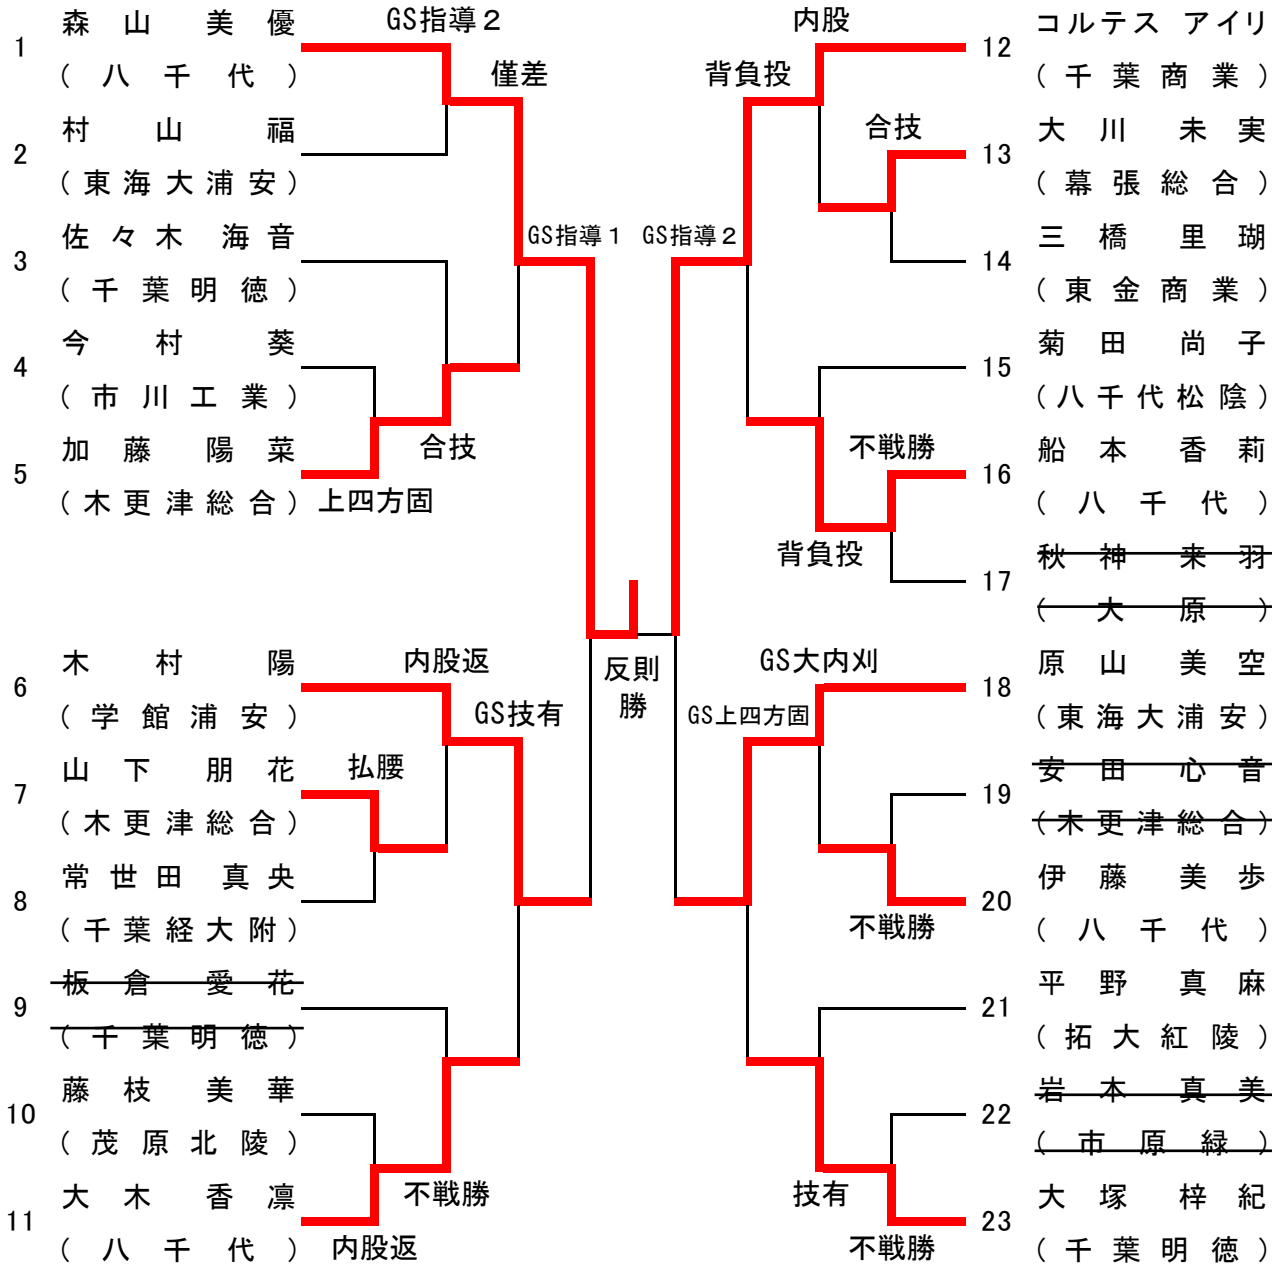 森山 美優
1
(八千代)
村山 福
2
(東海大浦安)
佐々木 海音
3
(千葉明徳)
今村 葵
4
(市川工業)
加藤 陽菜
5
(木更津総合)
木村 陽
6
(学館浦安)
山下 朋花
7
(木更津総合)
常世田 真央
8
(千葉経大附)
板倉 愛花
9
(千葉明徳)
藤枝 美華
10
(茂原北陵)
大木 香凛
11
(八千代)
GS指導2
僅差
GS指導1
合技
上四方固
内股返
GS技有
払腰
不戦勝
内股返
反則
勝
内股
背負投
合技
GS指導2
不戦勝
背負投
GS大内刈
GS上四方固
不戦勝
技有
不戦勝
コルテス アイリ
12
(千葉商業)
大川 未実
13
(幕張総合)
三橋 里瑚
14
(東金商業)
菊田 尚子
15
(八千代松陰)
船本 香莉
16
(八千代)
秋神 来羽
17
(大原)
原山 美空
18
(東海大浦安)
安田 心音
19
(木更津総合)
伊藤 美歩
20
(八千代)
平野 真麻
21
(拓大紅陵)
岩本 真美
22
(市原緑)
大塚 梓紀
23
(千葉明徳)